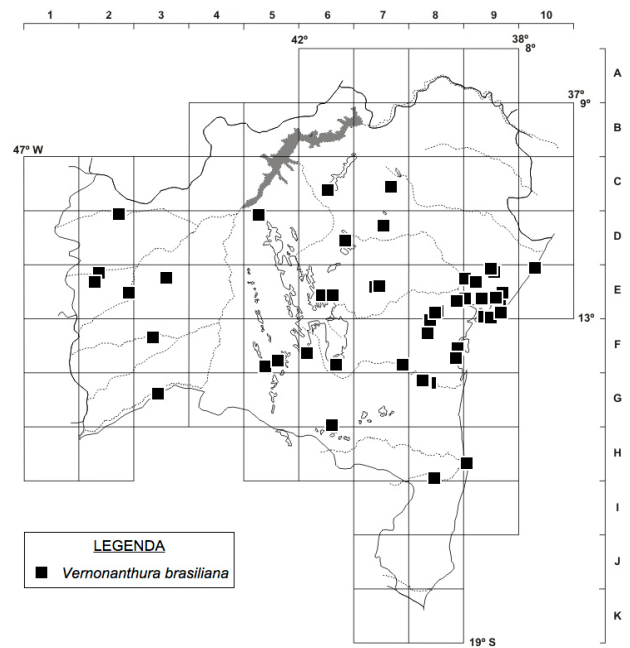 1 2 3 4 5 6 7 8 9 10
42º 38º
8º
A
37º
9º
B
47º W
C
D
E
13º
F
G
H
I
LEGENDA
Vernonanthura brasiliana
J
K
19º S